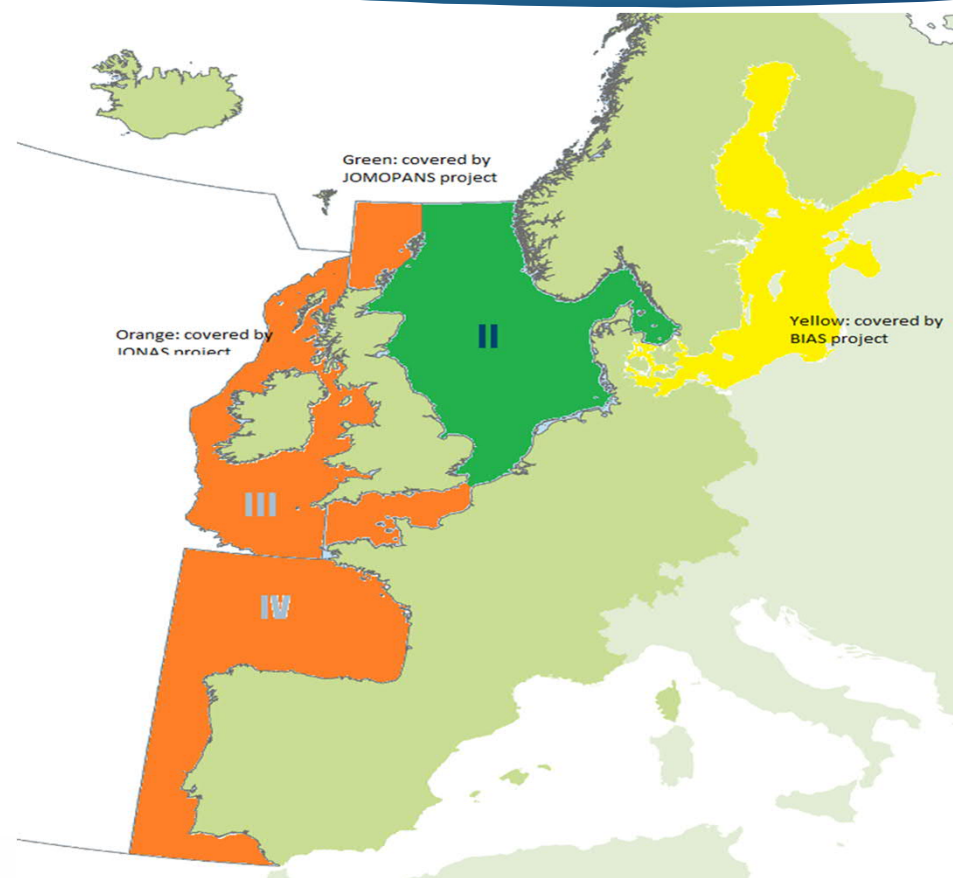 Green: covered by
JOMOPANS project
Orange: covered by
JONAS project
II
Yellow: covered by
BIAS project
III
IV